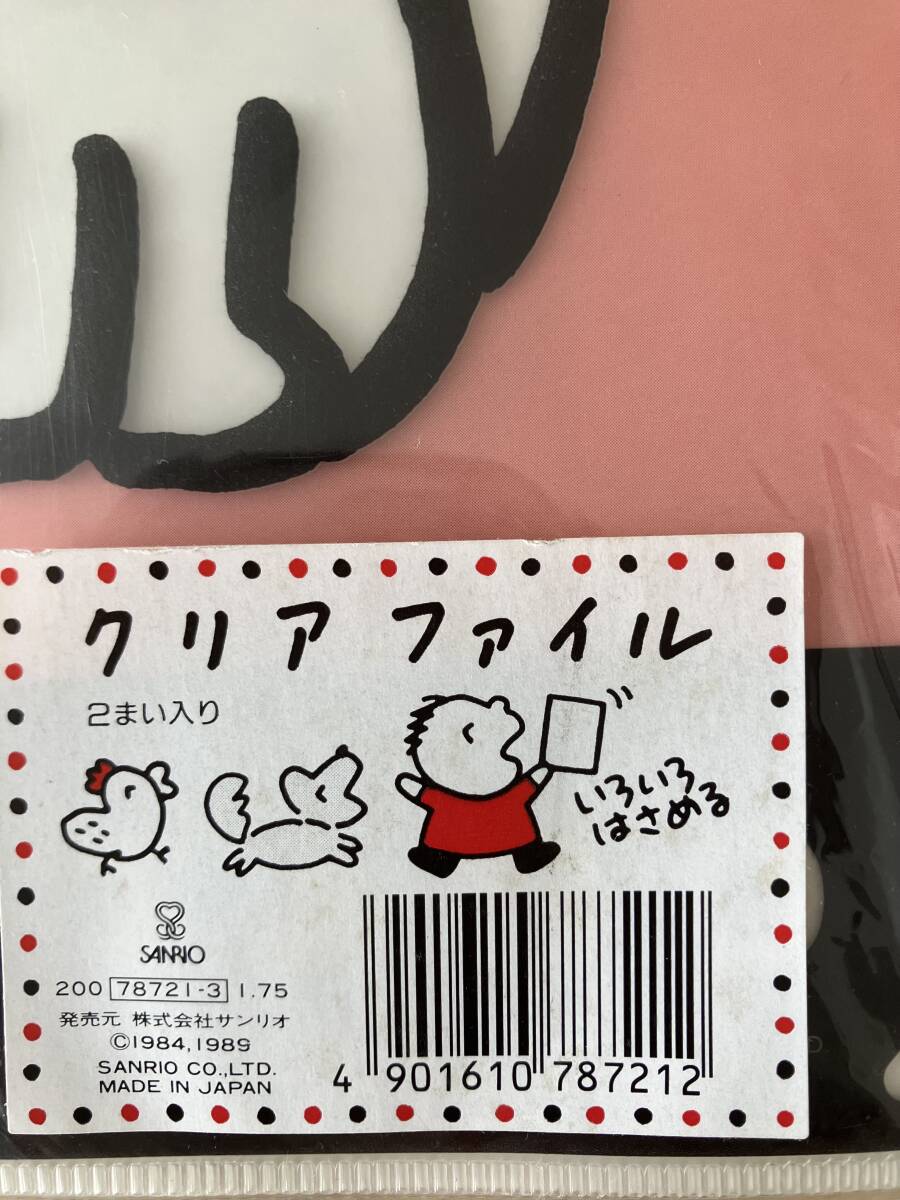 クリア ファイル
2まい入り
いろいろ
はさめる
SANRIO
200 78721-3 1.75
発売元 株式会社サンリオ
©1984,1989
SANRIO CO.,LTD.
MADE IN JAPAN
4 901610 787212